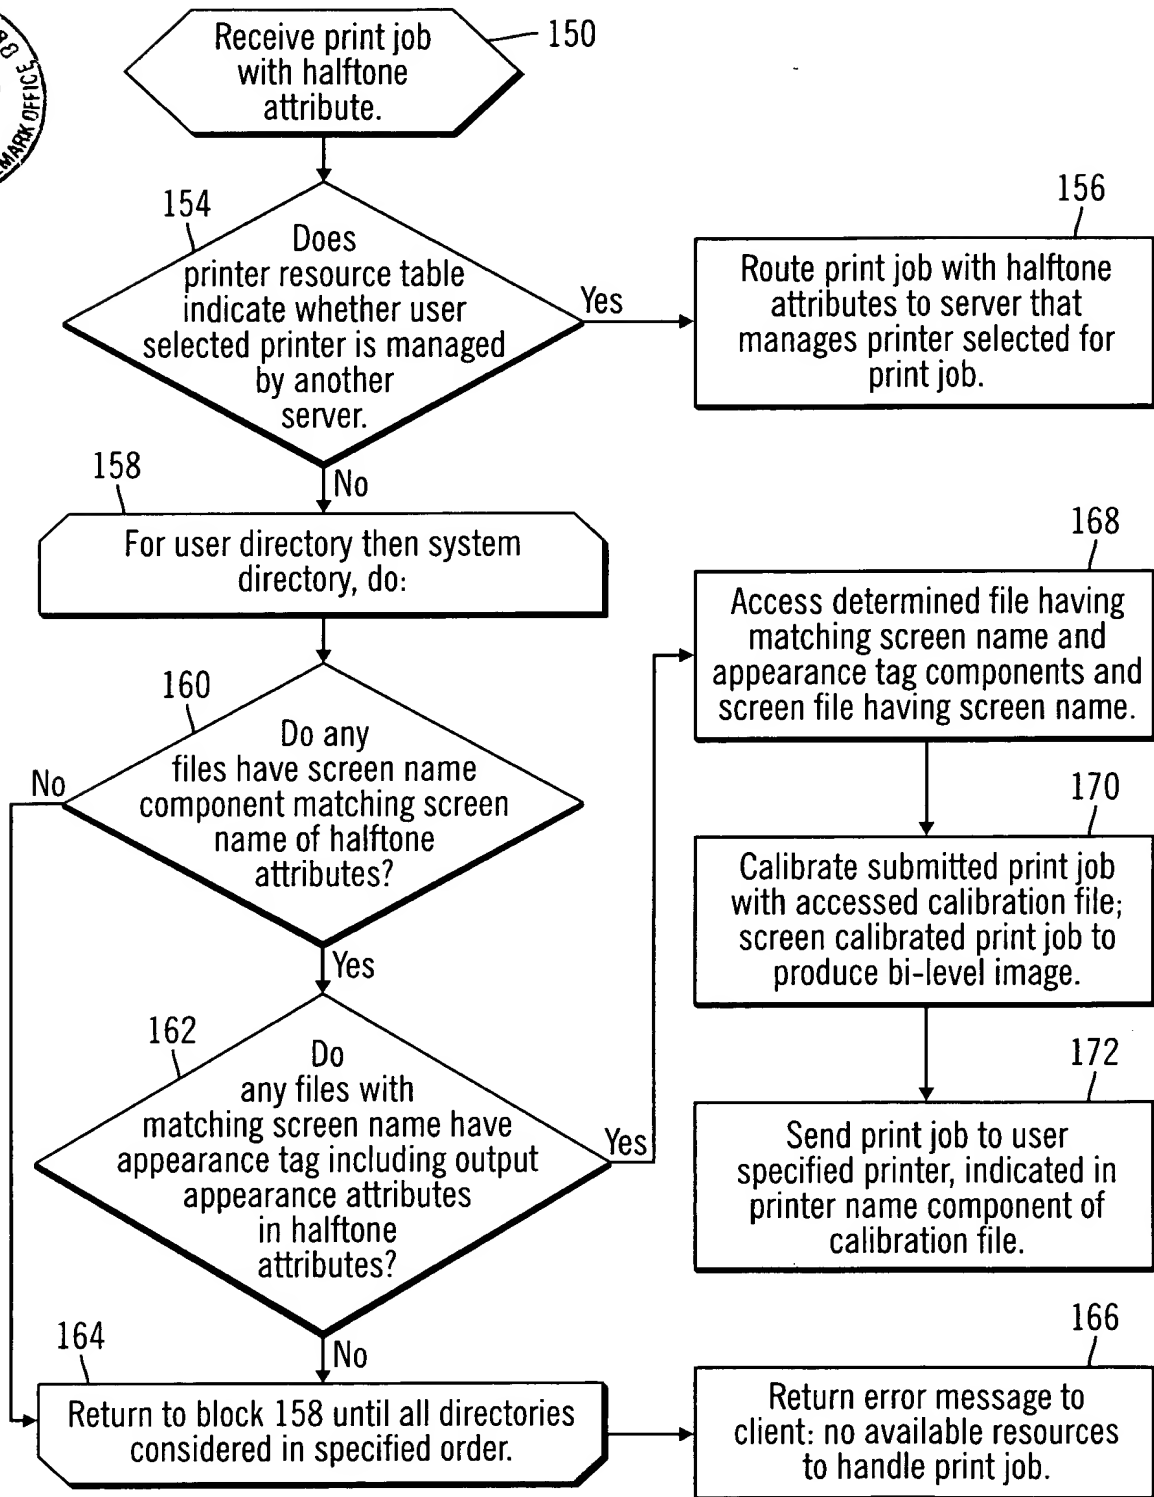 Receive print job
with halftone
attribute.
150
154
Does
printer resource table
indicate whether user
selected printer is managed
by another
server.
Yes
156
Route print job with halftone
attributes to server that
manages printer selected for
print job.
No
158
For user directory then system
directory, do:
160
Do any
files have screen name
component matching screen
name of halftone
attributes?
No
Yes
162
Do
any files with
matching screen name have
appearance tag including output
appearance attributes
in halftone
attributes?
Yes
No
164
Return to block 158 until all directories
considered in specified order.
168
Access determined file having
matching screen name and
appearance tag components and
screen file having screen name.
170
Calibrate submitted print job
with accessed calibration file;
screen calibrated print job to
produce bi-level image.
172
Send print job to user
specified printer, indicated in
printer name component of
calibration file.
166
Return error message to
client: no available resources
to handle print job.
OFFICE